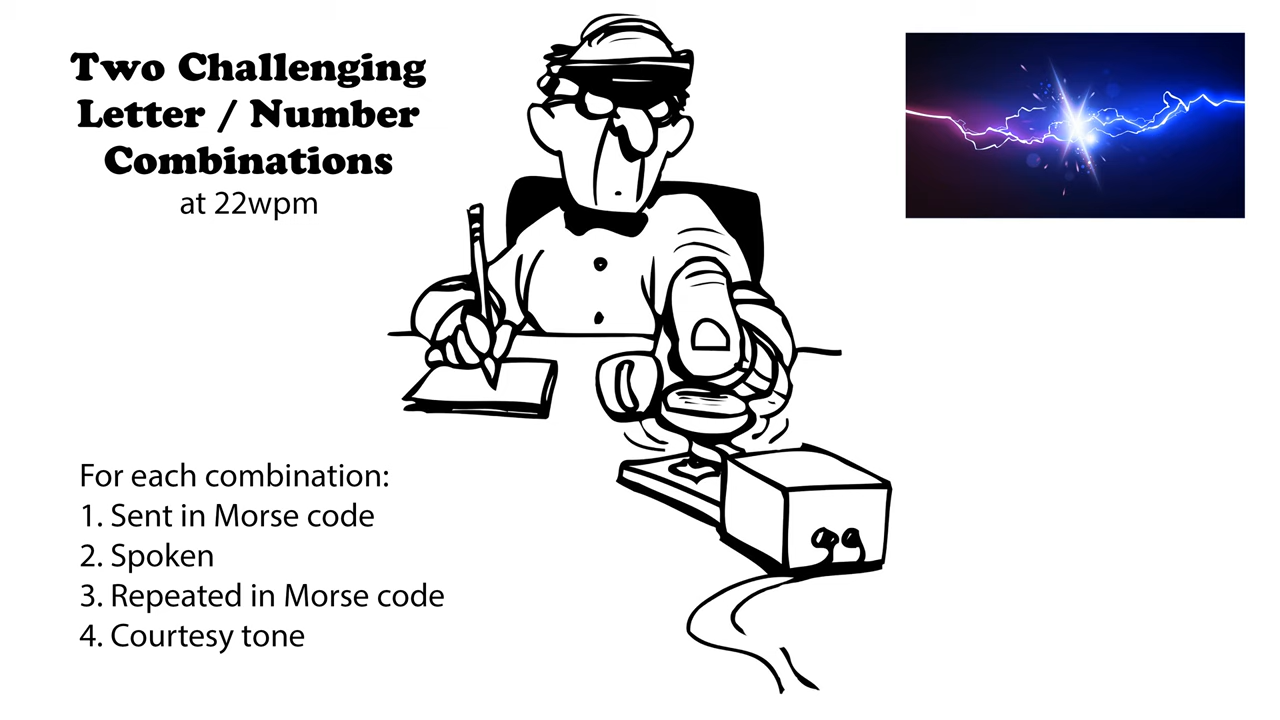 Two Challenging
Letter / Number
Combinations
at 22wpm
For each combination:
1. Sent in Morse code
2. Spoken
3. Repeated in Morse code
4. Courtesy tone